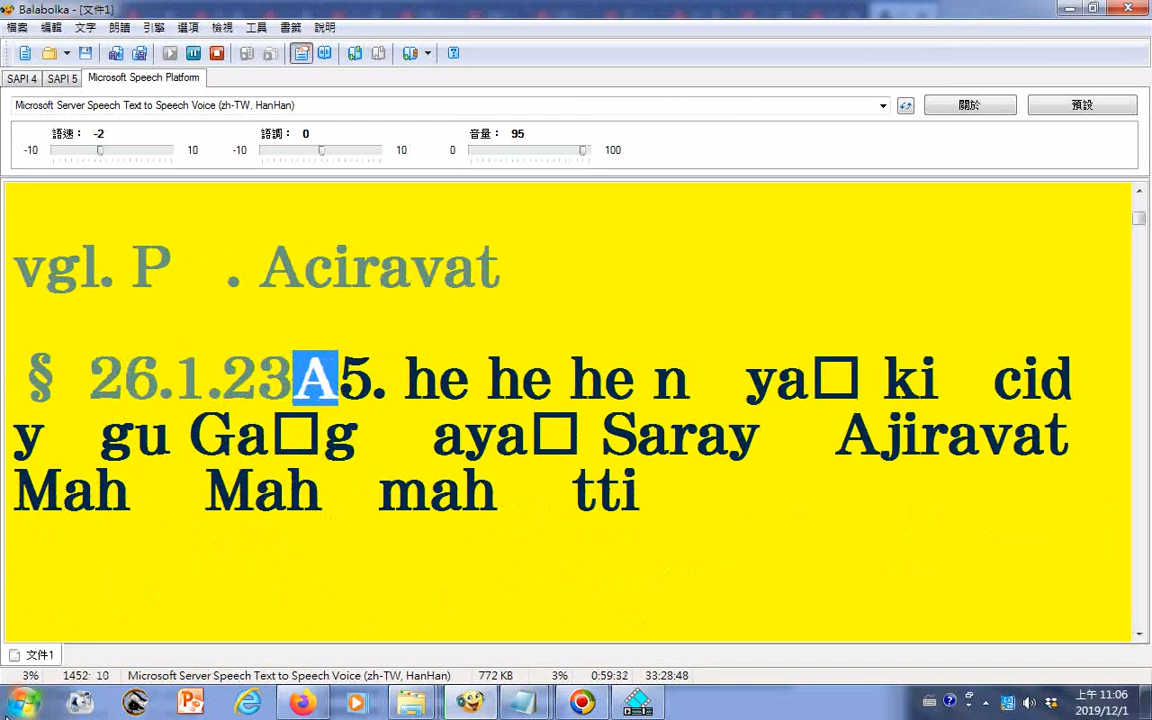 Balabolka - [文件1]
檔案 編輯 文字 朗讀 引擎 選項 檢視 工具 書籤 說明
SAPI 4 SAPI 5 Microsoft Speech Platform
Microsoft Server Speech Text to Speech Voice (zh-TW, HanHan) 關於 預設
語速： -2 語調： 0 音量： 95
-10 10 -10 10 0 100
vgl. P . Aciravat
§ 26.1.23A5. he he he n ya□ ki cid
y gu Ga□g aya□ Saray Ajiravat
Mah Mah mah tti
文件1
3% 1452: 10 Microsoft Server Speech Text to Speech Voice (zh-TW, HanHan) 772 KB 3% 0:59:32 33:28:48
上午 11:06
2019/12/1